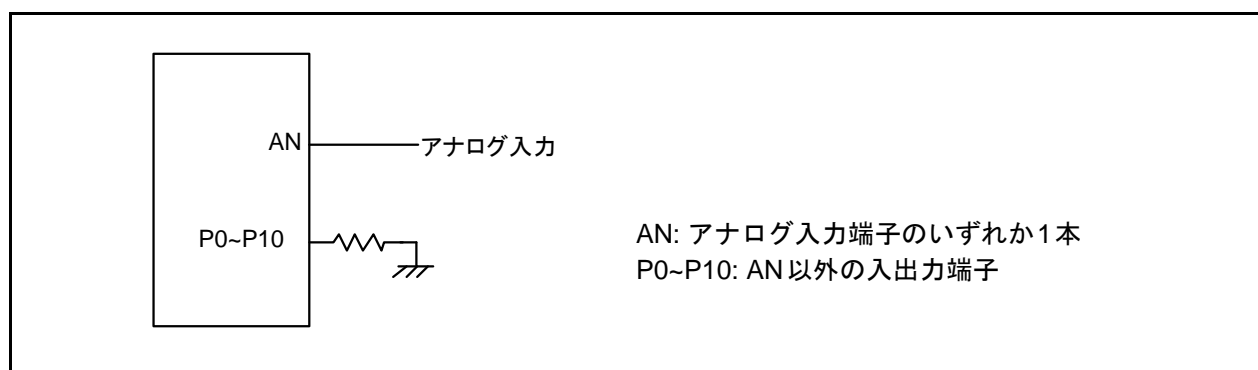 AN
アナログ入力
P0~P10
AN: アナログ入力端子のいずれか1本
P0~P10: AN以外の入出力端子